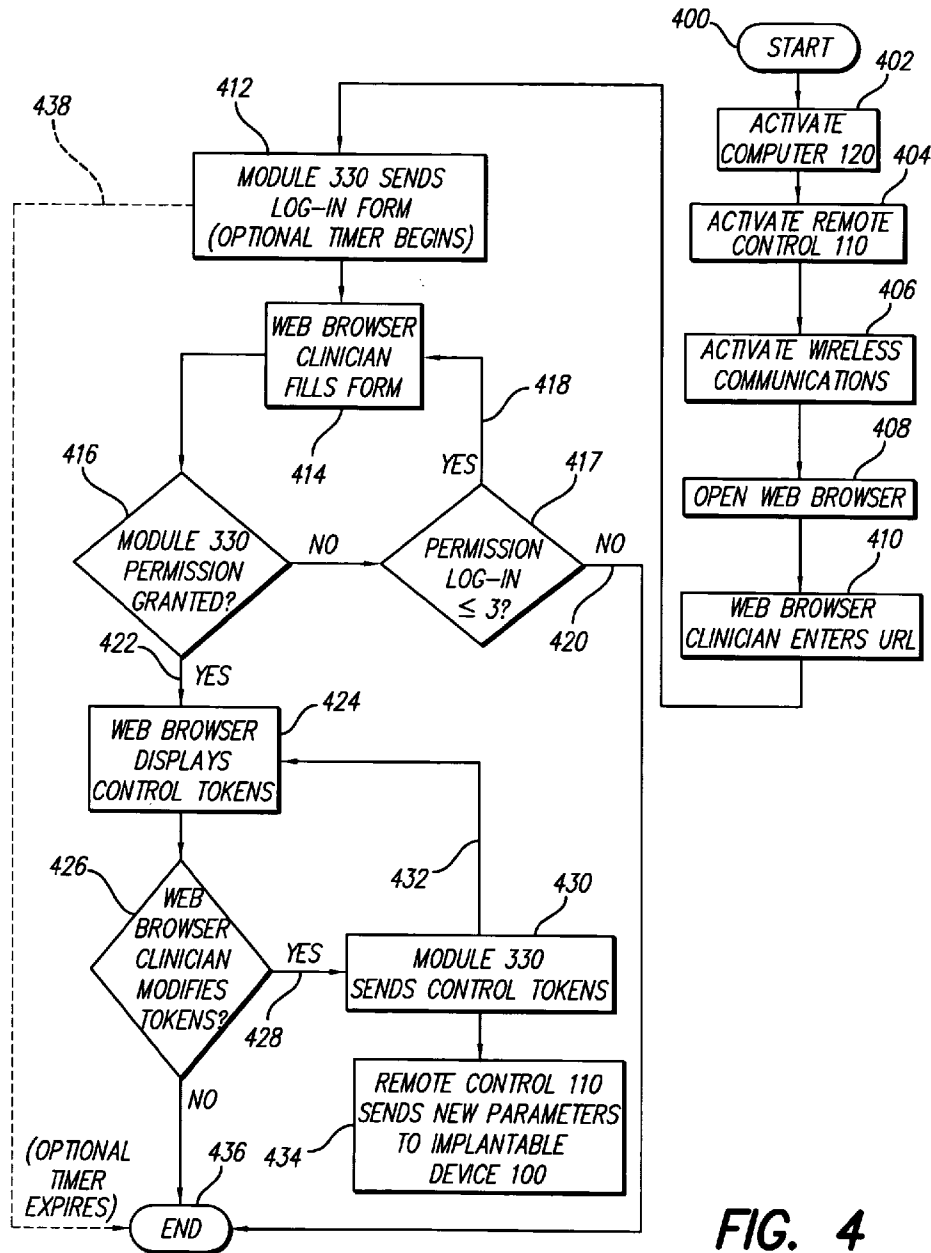 400
START
402
ACTIVATE
COMPUTER 120
404
ACTIVATE REMOTE
CONTROL 110
406
ACTIVATE WIRELESS
COMMUNICATIONS
408
OPEN WEB BROWSER
410
WEB BROWSER
CLINICIAN ENTERS URL
438
412
MODULE 330 SENDS
LOG-IN FORM
(OPTIONAL TIMER BEGINS)
WEB BROWSER
CLINICIAN
FILLS FORM
414
418
416
MODULE 330
PERMISSION
GRANTED?
NO
YES
417
PERMISSION
LOG-IN
≤ 3?
NO
420
422
YES
424
WEB BROWSER
DISPLAYS
CONTROL TOKENS
426
WEB
BROWSER
CLINICIAN
MODIFIES
TOKENS?
YES
428
432
430
MODULE 330
SENDS CONTROL TOKENS
434
REMOTE CONTROL 110
SENDS NEW PARAMETERS
TO IMPLANTABLE
DEVICE 100
NO
(OPTIONAL
TIMER
EXPIRES)
436
END
FIG. 4